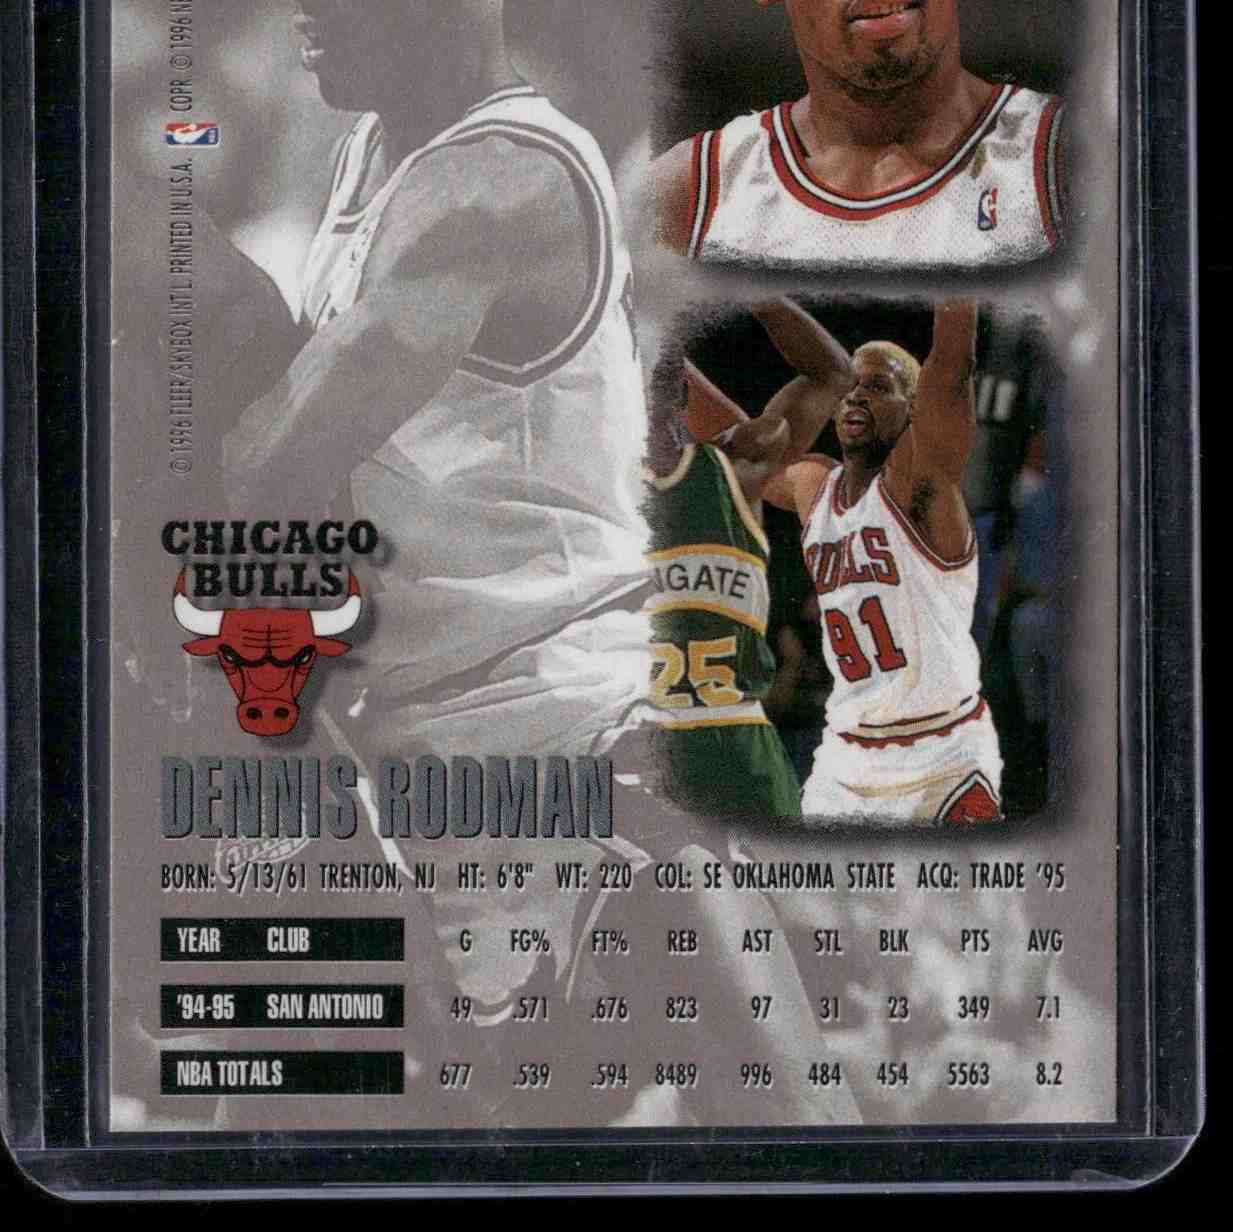 © 1996 FLEER/SKYBOX INT'L. PRINTED IN U.S.A. COPR. © 1996
CHICAGO
BULLS
GATE
25
BULLS
91
DENNIS RODMAN
BORN: 5/13/61 TRENTON, NJ HT: 6'8" WT: 220 COL: SE OKLAHOMA STATE ACQ: TRADE '95
YEAR CLUB G FG% FT% REB AST STL BLK PTS AVG
'94-95 SAN ANTONIO 49 .571 .676 823 97 31 23 349 7.1
NBA TOTALS 677 .539 .594 8489 996 484 454 5563 8.2